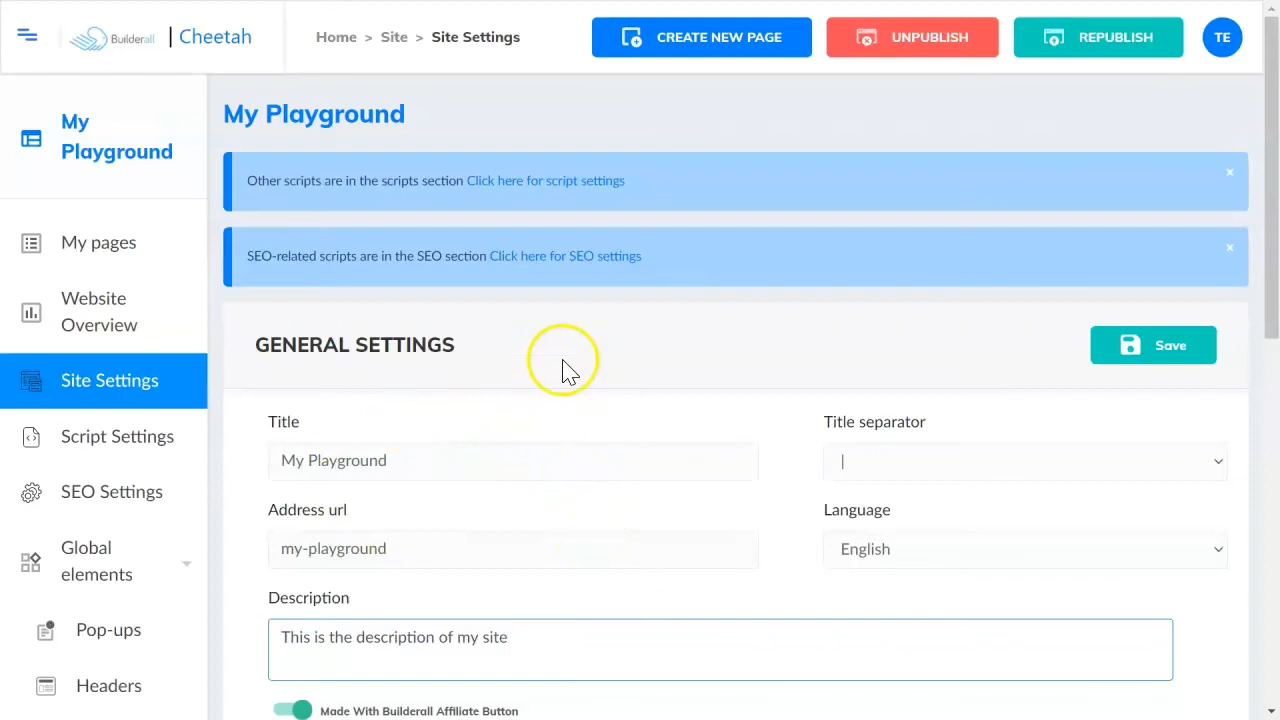 Builderall | Cheetah
Home > Site > Site Settings
CREATE NEW PAGE
UNPUBLISH
REPUBLISH
TE
My
Playground
My pages
Website
Overview
Site Settings
Script Settings
SEO Settings
Global
elements
Pop-ups
Headers
My Playground
Other scripts are in the scripts section Click here for script settings
×
SEO-related scripts are in the SEO section Click here for SEO settings
×
GENERAL SETTINGS
Save
Title
Title separator
My Playground
|
Address url
Language
my-playground
English
Description
This is the description of my site
Made With Builderall Affiliate Button